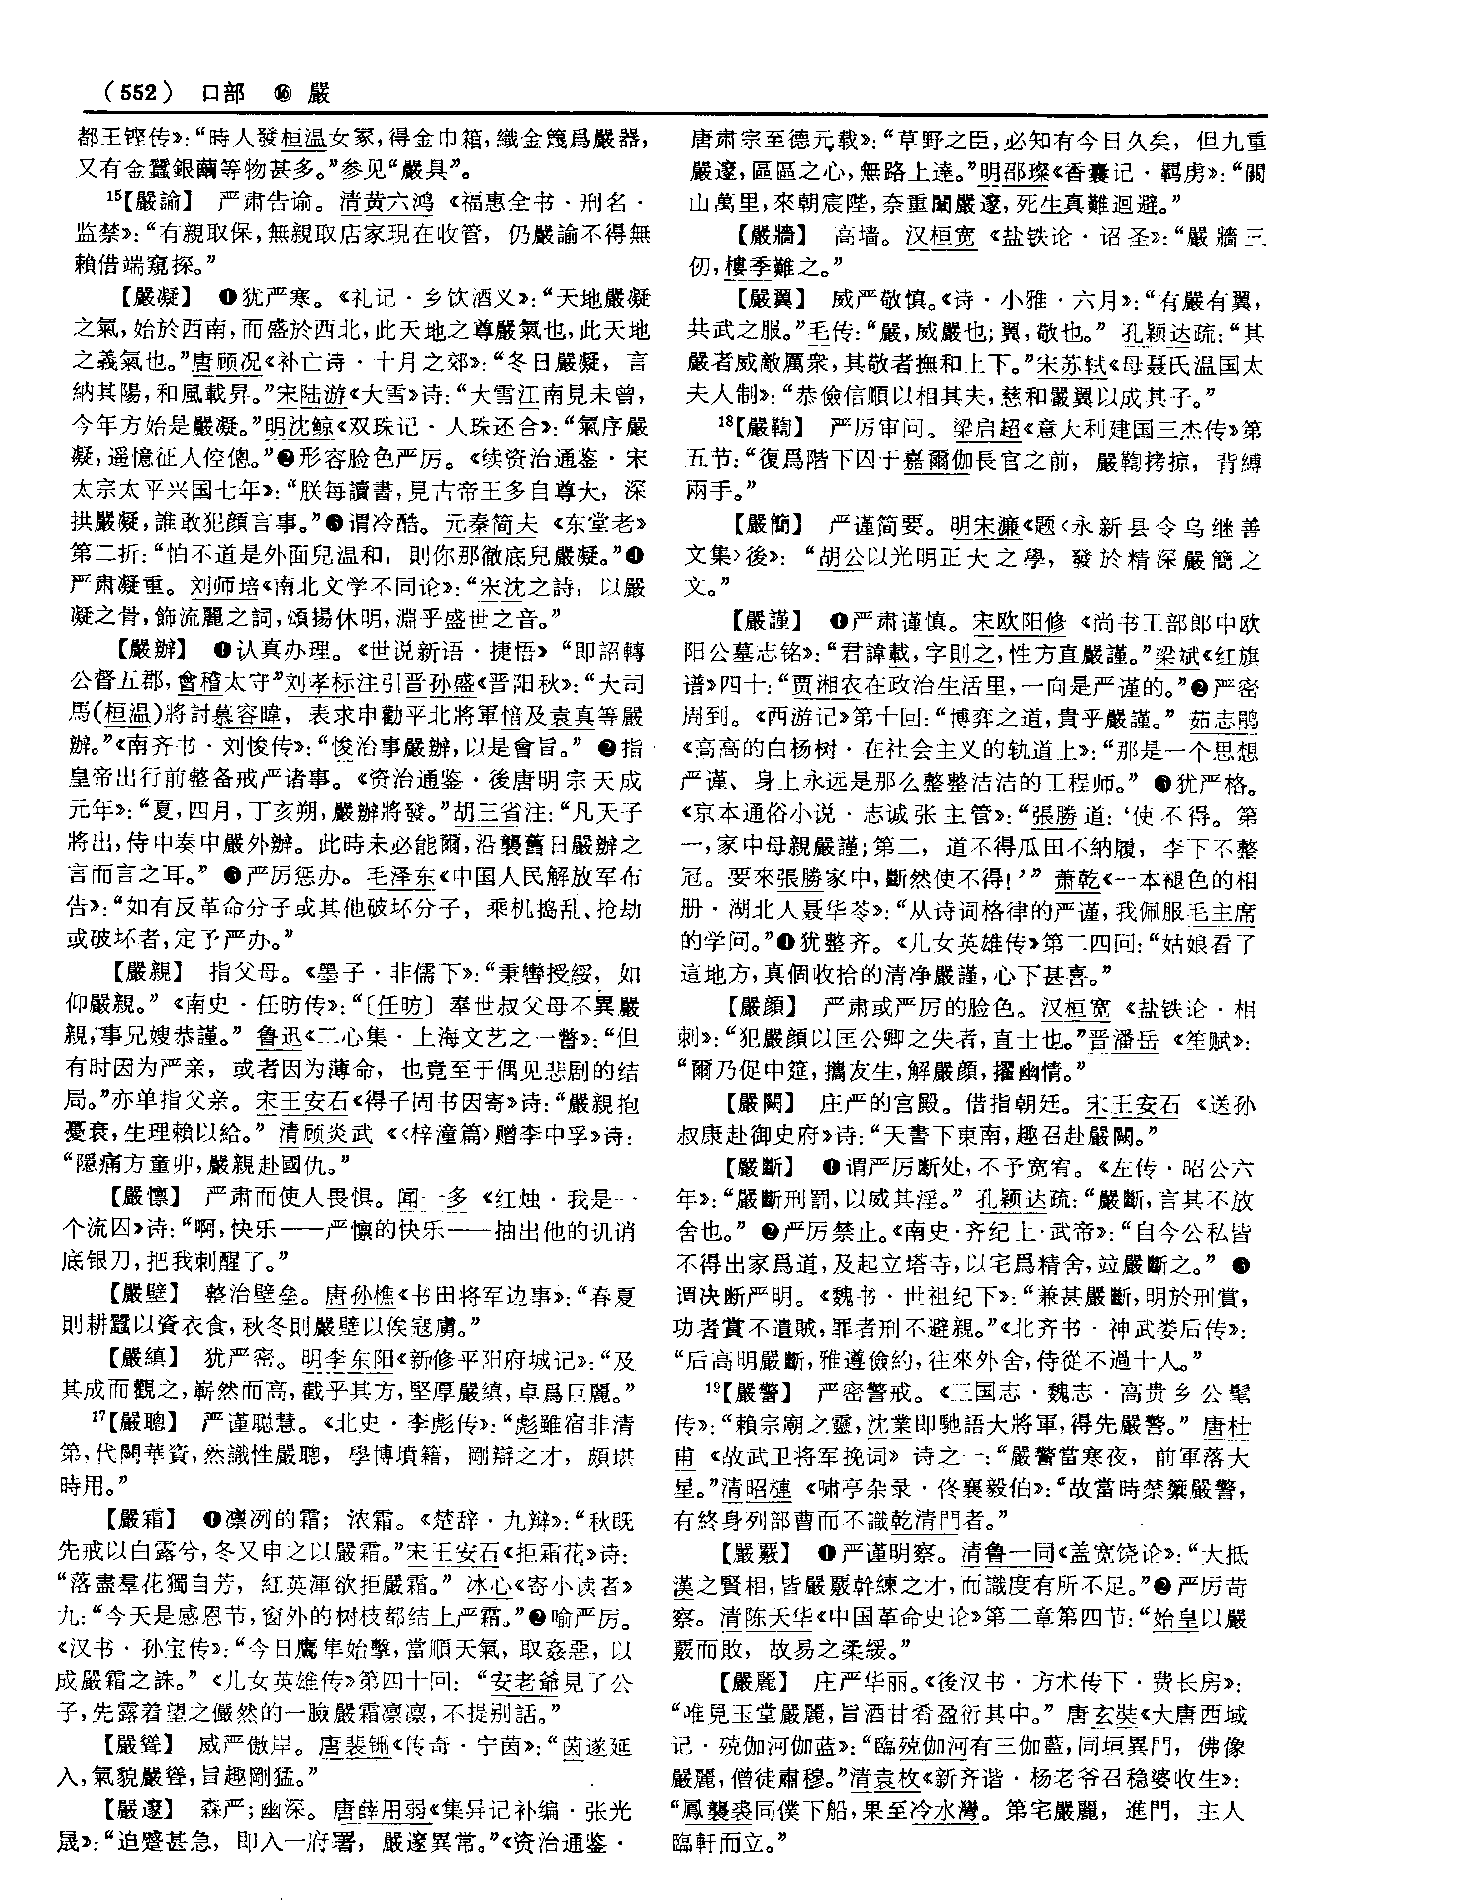 （552） 口部 ⑯ 嚴
都王铿传》：“時人發桓温女冢，得金巾箱，織金篾爲嚴器，
又有金蠶銀繭等物甚多。”参见“嚴具”。
15【嚴諭】 严肃告谕。清黄六鸿《福惠全书·刑名·
监禁》：“有親取保，無親取店家現在收管，仍嚴諭不得無
賴借端窺探。”
【嚴凝】 ❶犹严寒。《礼记·乡饮酒义》：“天地嚴凝
之氣，始於西南，而盛於西北，此天地之尊嚴氣也，此天地
之義氣也。”唐顾况《补亡诗·十月之郊》：“冬日嚴凝，言
納其陽，和風載昇。”宋陆游《大雪》诗：“大雪江南見未曾，
今年方始是嚴凝。”明沈鲸《双珠记·人珠还合》：“氣序嚴
凝，遥憶征人倥傯。”❷形容脸色严厉。《续资治通鉴·宋
太宗太平兴国七年》：“朕每讀書，見古帝王多自尊大，深
拱嚴凝，誰敢犯顔言事。”❸谓冷酷。元秦简夫《东堂老》
第二折：“怕不道是外面兒温和，則你那徹底兒嚴凝。”❹
严肃凝重。刘师培《南北文学不同论》：“宋沈之詩，以嚴
凝之骨，飾流麗之詞，頌揚休明，淵乎盛世之音。”
【嚴辦】 ❶认真办理。《世说新语·捷悟》“即詔轉
公督五郡，會稽太守”刘孝标注引晋孙盛《晋阳秋》：“大司
馬（桓温）將討慕容暐，表求申勸平北將軍愔及袁真等嚴
辦。”《南齐书·刘悛传》：“悛治事嚴辦，以是會旨。” ❷指
皇帝出行前整备戒严诸事。《资治通鉴·後唐明宗天成
元年》：“夏，四月，丁亥朔，嚴辦將發。”胡三省注：“凡天子
將出，侍中奏中嚴外辦。此時未必能爾，沿襲舊日嚴辦之
言而言之耳。” ❸严厉惩办。毛泽东《中国人民解放军布
告》：“如有反革命分子或其他破坏分子，乘机捣乱、抢劫
或破坏者，定予严办。”
【嚴親】 指父母。《墨子·非儒下》：“秉轡授綏，如
仰嚴親。”《南史·任昉传》：“〔任昉〕奉世叔父母不異嚴
親，事兄嫂恭謹。” 鲁迅《二心集·上海文艺之一瞥》：“但
有时因为严亲，或者因为薄命，也竟至于偶见悲剧的结
局。”亦单指父亲。宋王安石《得子固书因寄》诗：“嚴親抱
憂衰，生理賴以給。” 清顾炎武《〈梓潼篇〉赠李中孚》诗：
“隱痛方童丱，嚴親赴國仇。”
【嚴懍】 严肃而使人畏惧。闻一多《红烛·我是一
个流囚》诗：“啊，快乐——严懔的快乐——抽出他的讥诮
底银刀，把我刺醒了。”
【嚴壁】 整治壁垒。唐孙樵《书田将军边事》：“春夏
則耕蠶以資衣食，秋冬則嚴壁以俟寇虜。”
【嚴縝】 犹严密。明李东阳《新修平阳府城记》：“及
其成而觀之，嶄然而高，截乎其方，堅厚嚴縝，卓爲巨麗。”
17【嚴聰】 严谨聪慧。《北史·李彪传》：“彪雖宿非清
第，代闕華資，然識性嚴聰，學博墳籍，剛辯之才，頗堪
時用。”
【嚴霜】 ❶凛冽的霜；浓霜。《楚辞·九辩》：“秋既
先戒以白露兮，冬又申之以嚴霜。”宋王安石《拒霜花》诗：
“落盡羣花獨自芳，紅英渾欲拒嚴霜。” 冰心《寄小读者》
九：“今天是感恩节，窗外的树枝都结上严霜。”❷喻严厉。
《汉书·孙宝传》：“今日鷹隼始擊，當順天氣，取姦惡，以
成嚴霜之誅。”《儿女英雄传》第四十回：“安老爺見了公
子，先露着望之儼然的一臉嚴霜凛凛，不提别話。”
【嚴聳】 威严傲岸。唐裴铏《传奇·宁茵》：“茵遂延
入，氣貌嚴聳，旨趣剛猛。”
【嚴邃】 森严；幽深。唐薛用弱《集异记补编·张光
晟》：“追蹙甚急，即入一府署，嚴邃異常。”《资治通鉴·
唐肃宗至德元载》：“草野之臣，必知有今日久矣，但九重
嚴邃，區區之心，無路上達。”明邵璨《香囊记·羁虏》：“關
山萬里，來朝宸陛，奈重闉嚴邃，死生真難迴避。”
【嚴牆】 高墙。汉桓宽《盐铁论·诏圣》：“嚴牆三
仞，樓季難之。”
【嚴翼】 威严敬慎。《诗·小雅·六月》：“有嚴有翼，
共武之服。”毛传：“嚴，威嚴也；翼，敬也。” 孔颖达疏：“其
嚴者威敵厲衆，其敬者撫和上下。”宋苏轼《母聂氏温国太
夫人制》：“恭儉信順以相其夫，慈和嚴翼以成其子。”
18【嚴鞫】 严厉审问。梁启超《意大利建国三杰传》第
五节：“復爲階下囚于嘉爾伽長官之前，嚴鞫拷掠，背縛
兩手。”
【嚴簡】 严谨简要。明宋濂《题〈永新县令乌继善
文集〉後》：“胡公以光明正大之學，發於精深嚴簡之
文。”
【嚴謹】 ❶严肃谨慎。宋欧阳修《尚书工部郎中欧
阳公墓志铭》：“君諱載，字則之，性方直嚴謹。”梁斌《红旗
谱》四十：“贾湘农在政治生活里，一向是严谨的。”❷严密
周到。《西游记》第十回：“博弈之道，貴乎嚴謹。” 茹志鹃
《高高的白杨树·在社会主义的轨道上》：“那是一个思想
严谨、身上永远是那么整整洁洁的工程师。” ❸犹严格。
《京本通俗小说·志诚张主管》：“張勝道：‘使不得。第
一，家中母親嚴謹；第二，道不得瓜田不納履，李下不整
冠。要來張勝家中，斷然使不得！’” 萧乾《一本褪色的相
册·湖北人聂华苓》：“从诗词格律的严谨，我佩服毛主席
的学问。”❹犹整齐。《儿女英雄传》第二四回：“姑娘看了
這地方，真個收拾的清净嚴謹，心下甚喜。”
【嚴顔】 严肃或严厉的脸色。汉桓宽《盐铁论·相
刺》：“犯嚴顔以匡公卿之失者，直士也。”晋潘岳《笙赋》：
“爾乃促中筵，攜友生，解嚴顔，擢幽情。”
【嚴闕】 庄严的宫殿。借指朝廷。宋王安石《送孙
叔康赴御史府》诗：“天書下東南，趣召赴嚴闕。”
【嚴斷】 ❶谓严厉断处，不予宽宥。《左传·昭公六
年》：“嚴斷刑罰，以威其淫。” 孔颖达疏：“嚴斷，言其不放
舍也。” ❷严厉禁止。《南史·齐纪上·武帝》：“自今公私皆
不得出家爲道，及起立塔寺，以宅爲精舍，竝嚴斷之。” ❸
谓决断严明。《魏书·世祖纪下》：“兼甚嚴斷，明於刑賞，
功者賞不遺賊，罪者刑不避親。”《北齐书·神武娄后传》：
“后高明嚴斷，雅遵儉約，往來外舍，侍從不過十人。”
19【嚴警】 严密警戒。《三国志·魏志·高贵乡公髦
传》：“賴宗廟之靈，沈業即馳語大將軍，得先嚴警。” 唐杜
甫《故武卫将军挽词》诗之一：“嚴警當寒夜，前軍落大
星。”清昭槤《啸亭杂录·佟襄毅伯》：“故當時禁籞嚴警，
有終身列部曹而不識乾清門者。”
【嚴覈】 ❶严谨明察。清鲁一同《盖宽饶论》：“大抵
漢之賢相，皆嚴覈幹練之才，而識度有所不足。”❷严厉苛
察。清陈天华《中国革命史论》第二章第四节：“始皇以嚴
覈而敗，故易之柔緩。”
【嚴麗】 庄严华丽。《後汉书·方术传下·费长房》：
“唯見玉堂嚴麗，旨酒甘肴盈衍其中。” 唐玄奘《大唐西域
记·殑伽河伽蓝》：“臨殑伽河有三伽藍，同垣異門，佛像
嚴麗，僧徒肅穆。”清袁枚《新齐谐·杨老爷召稳婆收生》：
“鳳襲裘同僕下船，果至冷水灣。第宅嚴麗，進門，主人
臨軒而立。”